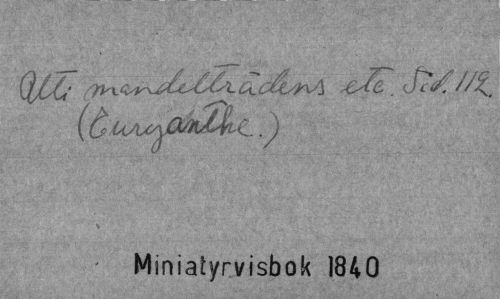 Uti mandelträdens etc. Sid. 112.
(Euryanthe.)
Miniatyrvisbok 1840